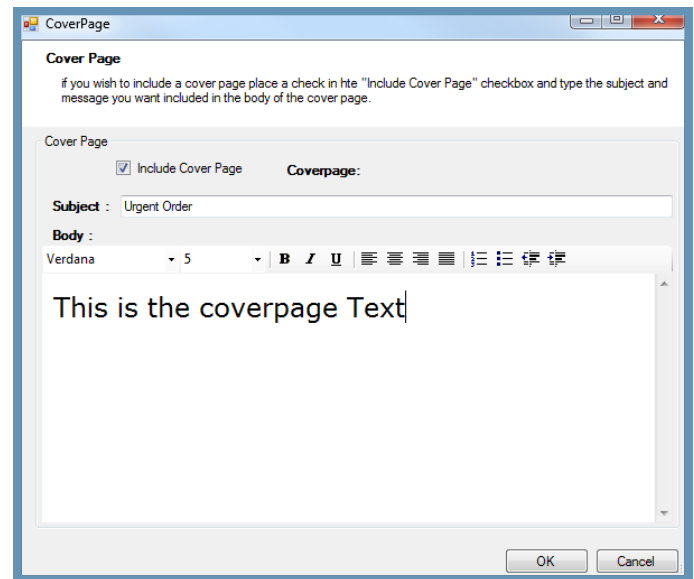 CoverPage
Cover Page
if you wish to include a cover page place a check in hte "Include Cover Page" checkbox and type the subject and
message you want included in the body of the cover page.
Cover Page
Include Cover Page Coverpage:
Subject : Urgent Order
Body :
Verdana 5 B I U
This is the coverpage Text
OK Cancel